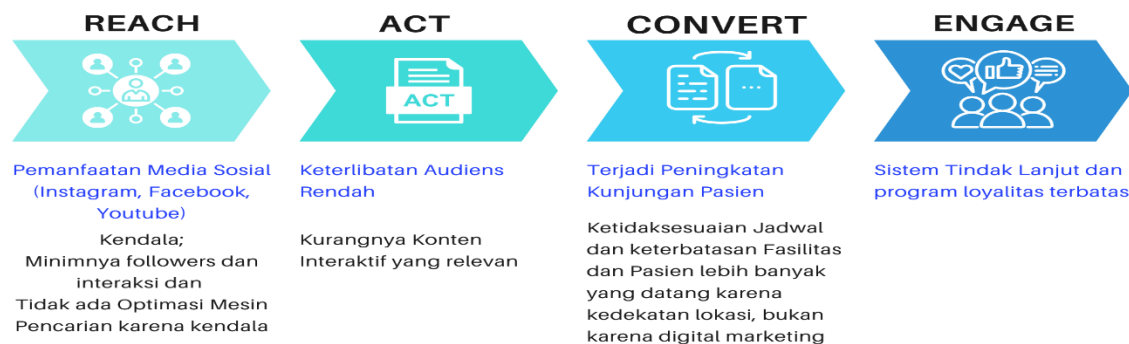 REACH
ACT
CONVERT
ENGAGE
ACT
Pemanfaatan Media Sosial
(Instagram, Facebook,
Youtube)
Kendala;
Minimnya followers dan
interaksi dan
Tidak ada Optimasi Mesin
Pencarian karena kendala
Keterlibatan Audiens
Rendah
Kurangnya Konten
Interaktif yang relevan
Terjadi Peningkatan
Kunjungan Pasien
Ketidaksesuaian Jadwal
dan keterbatasan Fasilitas
dan Pasien lebih banyak
yang datang karena
kedekatan lokasi, bukan
karena digital marketing
Sistem Tindak Lanjut dan
program loyalitas terbatas